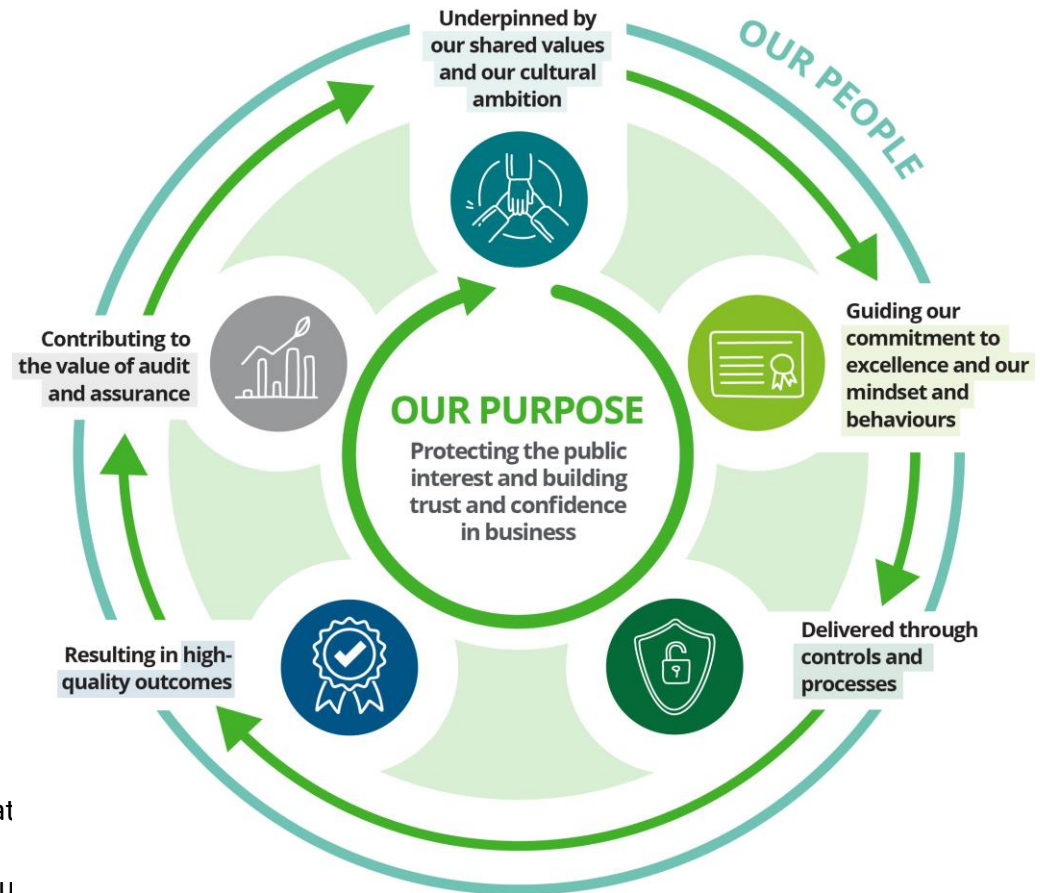 Underpinned by
our shared values
and our cultural
ambition
OUR PEOPLE
Guiding our
commitment to
excellence and our
mindset and
behaviours
Contributing to
the value of audit
and assurance
OUR PURPOSE
Protecting the public
interest and building
trust and confidence
in business
Delivered through
controls and
processes
Resulting in high-
quality outcomes
at